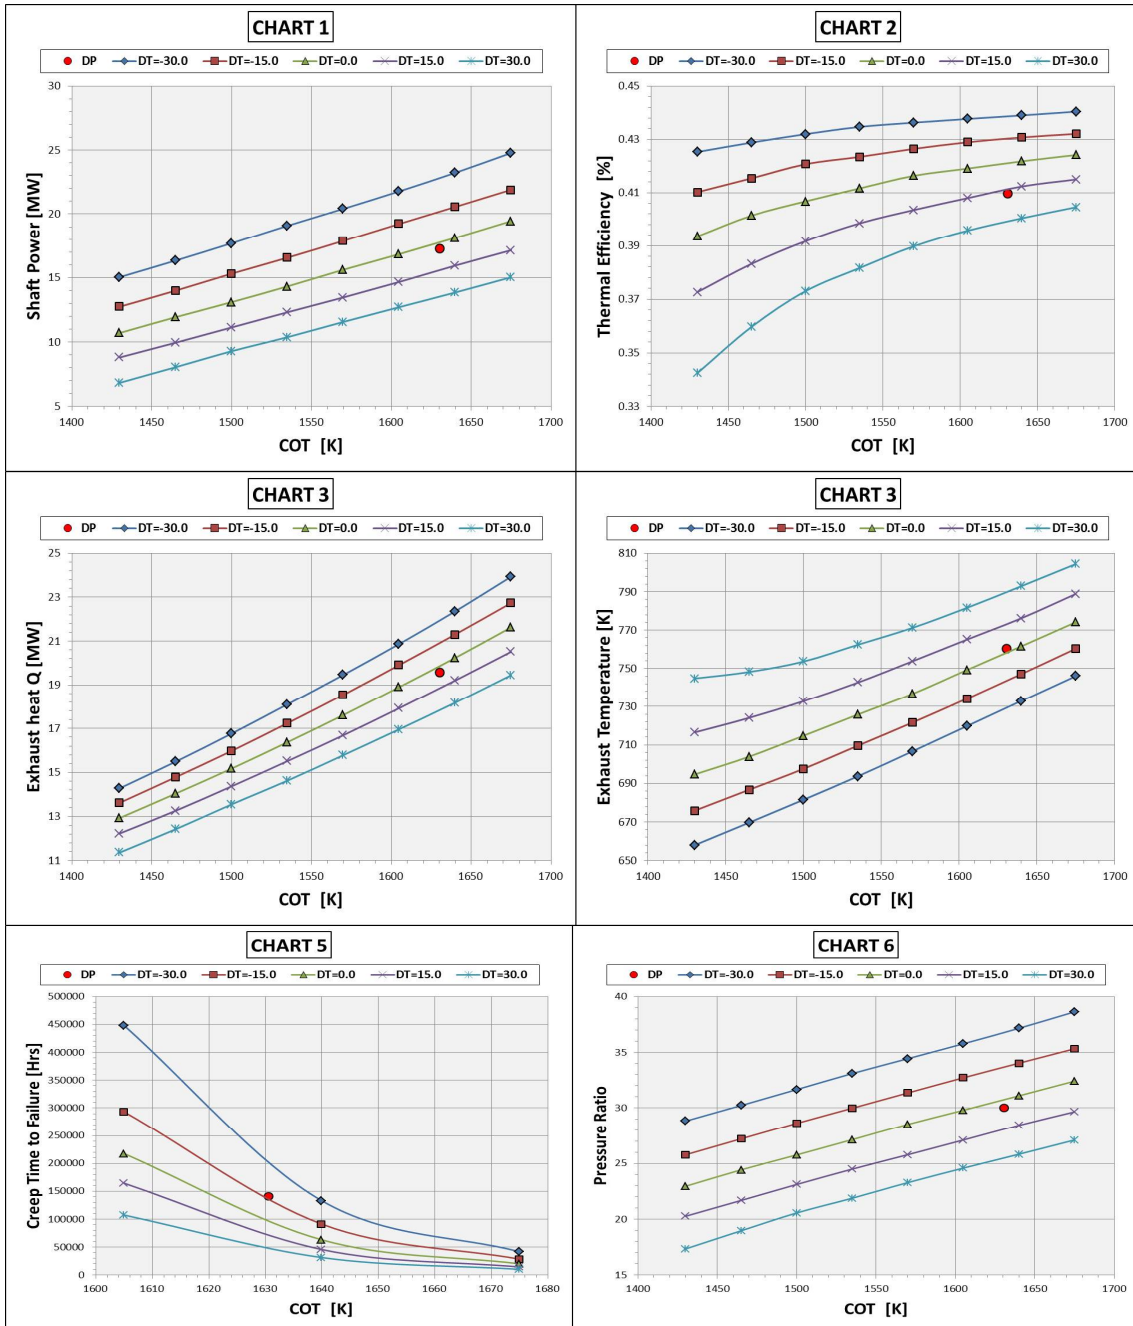 CHART 1
DP DT=-30.0 DT=-15.0 DT=0.0 DT=15.0 DT=30.0
Shaft Power [MW]
30
25
20
15
10
5
1400 1450 1500 1550 1600 1650 1700
COT [K]
CHART 2
DP DT=-30.0 DT=-15.0 DT=0.0 DT=15.0 DT=30.0
Thermal Efficiency [%]
0.45
0.43
0.41
0.39
0.37
0.35
0.33
1400 1450 1500 1550 1600 1650 1700
COT [K]
CHART 3
DP DT=-30.0 DT=-15.0 DT=0.0 DT=15.0 DT=30.0
Exhaust heat Q [MW]
25
23
21
19
17
15
13
11
1400 1450 1500 1550 1600 1650 1700
COT [K]
CHART 3
DP DT=-30.0 DT=-15.0 DT=0.0 DT=15.0 DT=30.0
Exhaust Temperature [K]
810
790
770
750
730
710
690
670
650
1400 1450 1500 1550 1600 1650 1700
COT [K]
CHART 5
DP DT=-30.0 DT=-15.0 DT=0.0 DT=15.0 DT=30.0
Creep Time to Failure [Hrs]
500000
450000
400000
350000
300000
250000
200000
150000
100000
50000
0
1600 1610 1620 1630 1640 1650 1660 1670 1680
COT [K]
CHART 6
DP DT=-30.0 DT=-15.0 DT=0.0 DT=15.0 DT=30.0
Pressure Ratio
40
35
30
25
20
15
1400 1450 1500 1550 1600 1650 1700
COT [K]